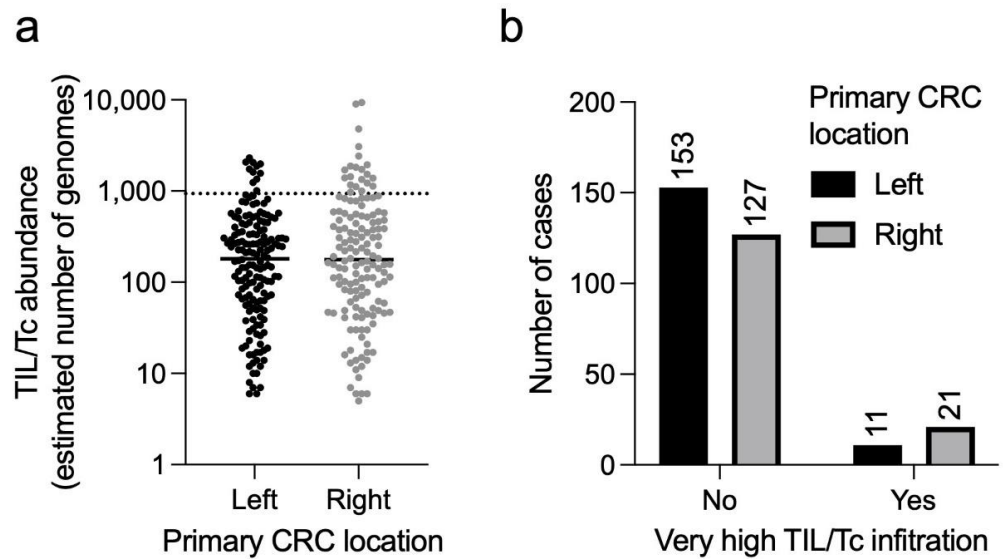 a
TIL/Tc abundance
(estimated number of genomes)
10,000
1,000
100
10
1
Left
Right
Primary CRC location
b
Number of cases
200
150
100
50
0
153
127
11
21
No
Yes
Very high TIL/Tc infitration
Primary CRC
location
Left
Right